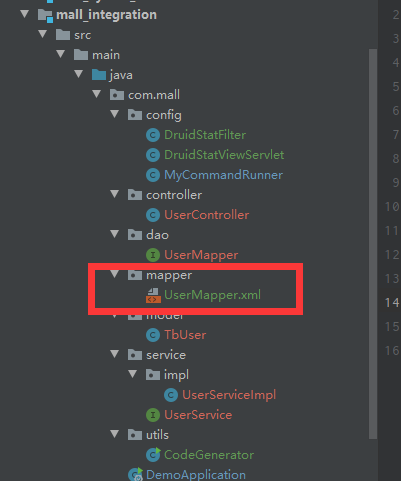 mall_integration
src
main
java
com.mall
config
DruidStatFilter
DruidStatViewServlet
MyCommandRunner
controller
UserController
dao
UserMapper
mapper
UserMapper.xml
model
TbUser
service
impl
UserServiceImpl
UserService
utils
CodeGenerator
DemoApplication
2
3
4
5
6
7
8
9
10
11
12
13
14
15
16